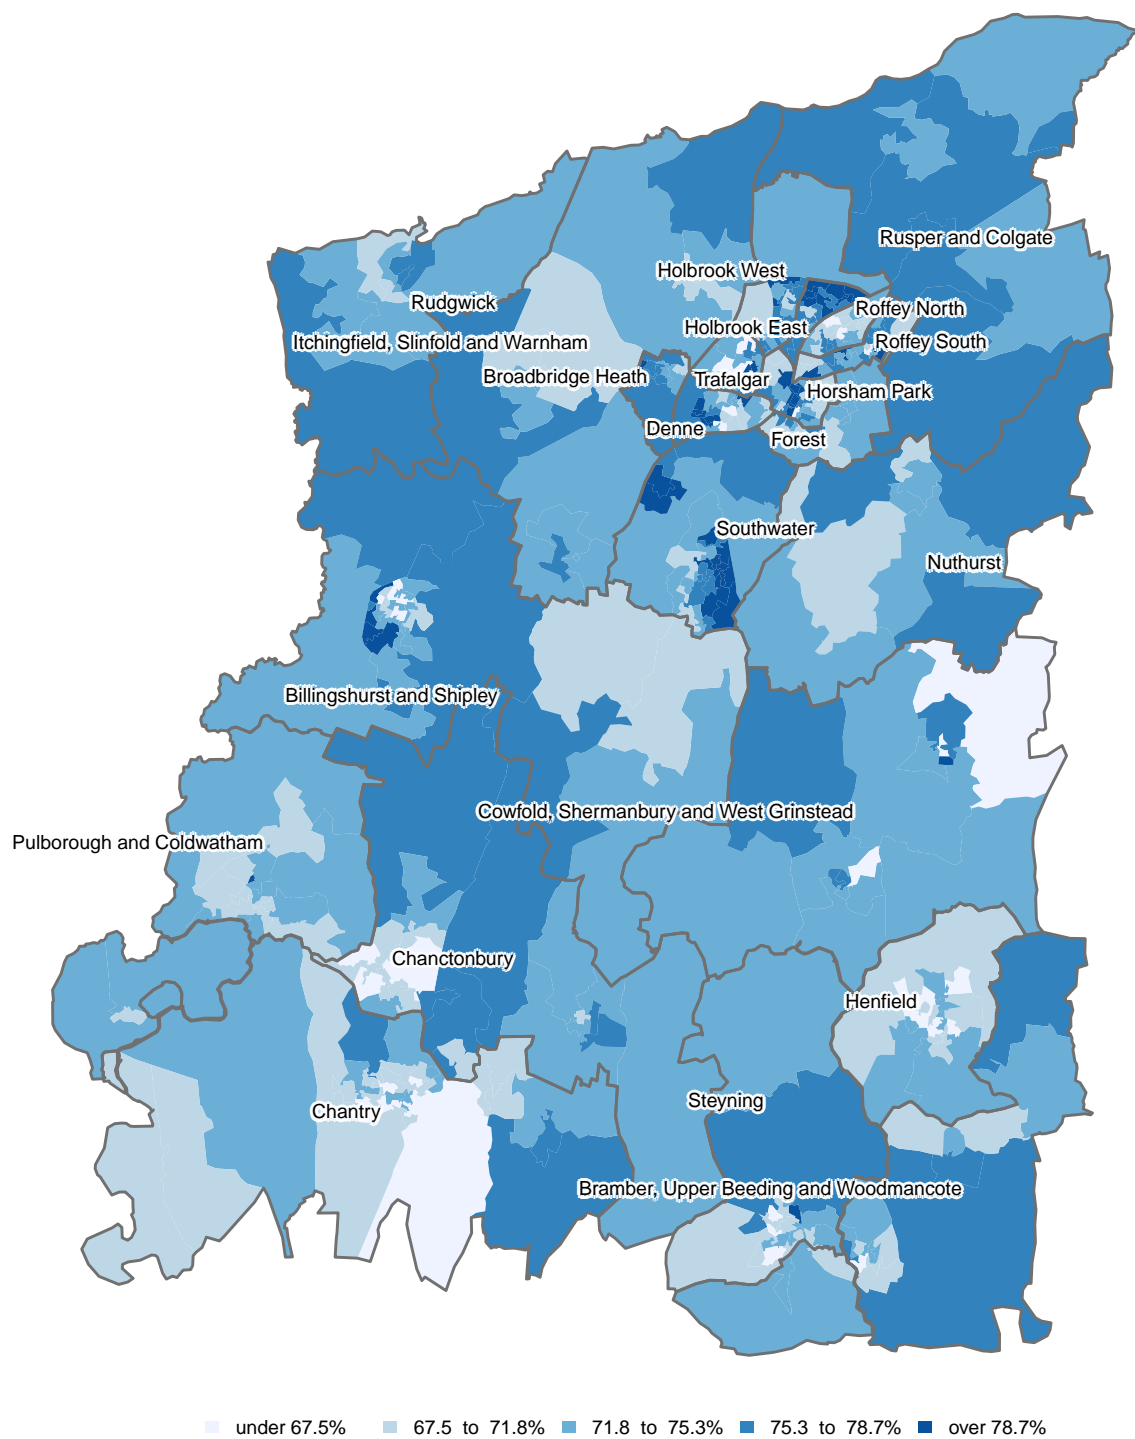 Rusper and Colgate
Holbrook West
Rudgwick
Roffey North
Holbrook East
Itchingfield, Slinfold and Warnham
Roffey South
Broadbridge Heath
Trafalgar
Horsham Park
Denne
Forest
Southwater
Nuthurst
Billingshurst and Shipley
Cowfold, Shermanbury and West Grinstead
Pulborough and Coldwatham
Chanctonbury
Henfield
Steyning
Chantry
Bramber, Upper Beeding and Woodmancote
under 67.5% 67.5 to 71.8% 71.8 to 75.3% 75.3 to 78.7% over 78.7%